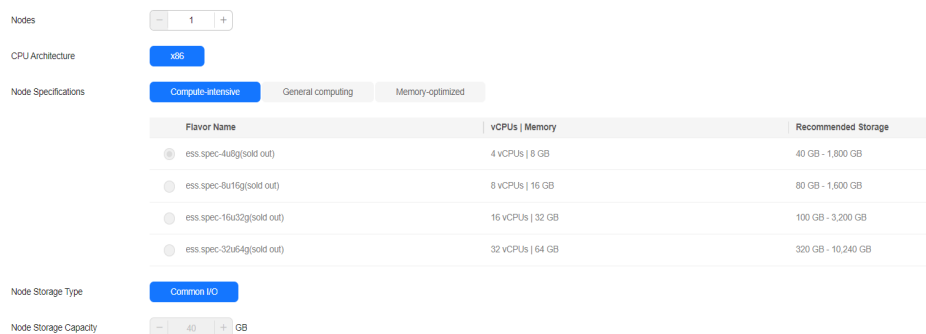 Nodes 1
CPU Architecture x86
Node Specifications Compute-intensive General computing Memory-optimized
Flavor Name vCPUs | Memory Recommended Storage
ess.spec-4u8g(sold out) 4 vCPUs | 8 GB 40 GB - 1,800 GB
ess.spec-8u16g(sold out) 8 vCPUs | 16 GB 80 GB - 1,600 GB
ess.spec-16u32g(sold out) 16 vCPUs | 32 GB 100 GB - 3,200 GB
ess.spec-32u64g(sold out) 32 vCPUs | 64 GB 320 GB - 10,240 GB
Node Storage Type Common I/O
Node Storage Capacity 40 GB